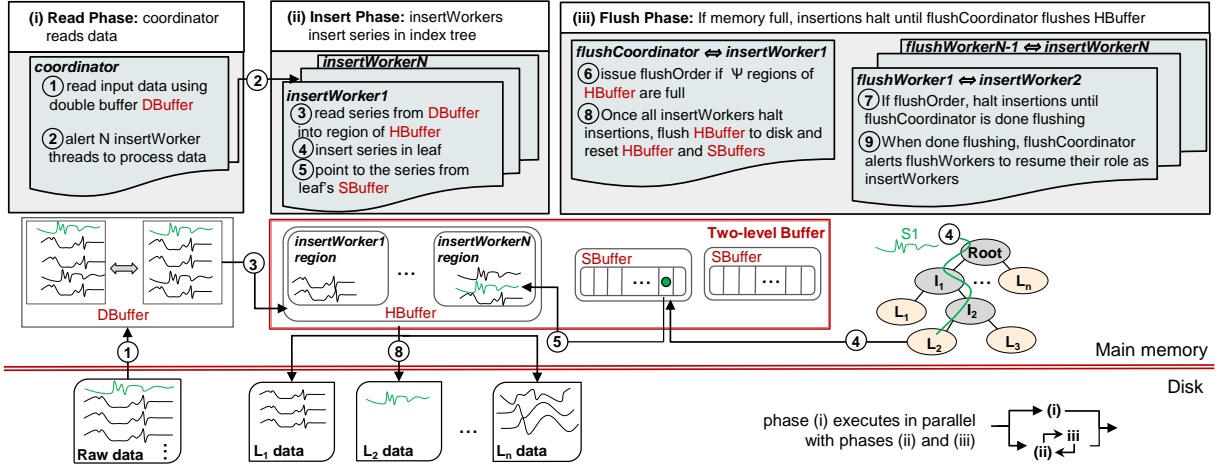 (i) Read Phase: coordinator
reads data
coordinator
① read input data using
double buffer DBuffer
② alert N insertWorker
threads to process data
②
(ii) Insert Phase: insertWorkers
insert series in index tree
insertWorkerN
insertWorker1
③ read series from DBuffer
into region of HBuffer
④ insert series in leaf
⑤ point to the series from
leaf's SBuffer
(iii) Flush Phase: If memory full, insertions halt until flushCoordinator flushes HBuffer
flushCoordinator ⇔ insertWorker1
⑥ issue flushOrder if Ψ regions of
HBuffer are full
⑧ Once all insertWorkers halt
insertions, flush HBuffer to disk and
reset HBuffer and SBuffers
flushWorkerN-1 ⇔ insertWorkerN
flushWorker1 ⇔ insertWorker2
⑦ If flushOrder, halt insertions until
flushCoordinator is done flushing
⑨ When done flushing, flushCoordinator
alerts flushWorkers to resume their role as
insertWorkers
DBuffer
③
Two-level Buffer
insertWorker1
region
...
insertWorkerN
region
HBuffer
SBuffer
...
SBuffer
...
⑤
④
S1
④
Root
I1
...
Ln
L1
I2
L2
L3
①
⑧
Main memory
Disk
Raw data
⋮
L1 data
L2 data
...
Ln data
phase (i) executes in parallel
with phases (ii) and (iii)
(i)
iii
(ii)